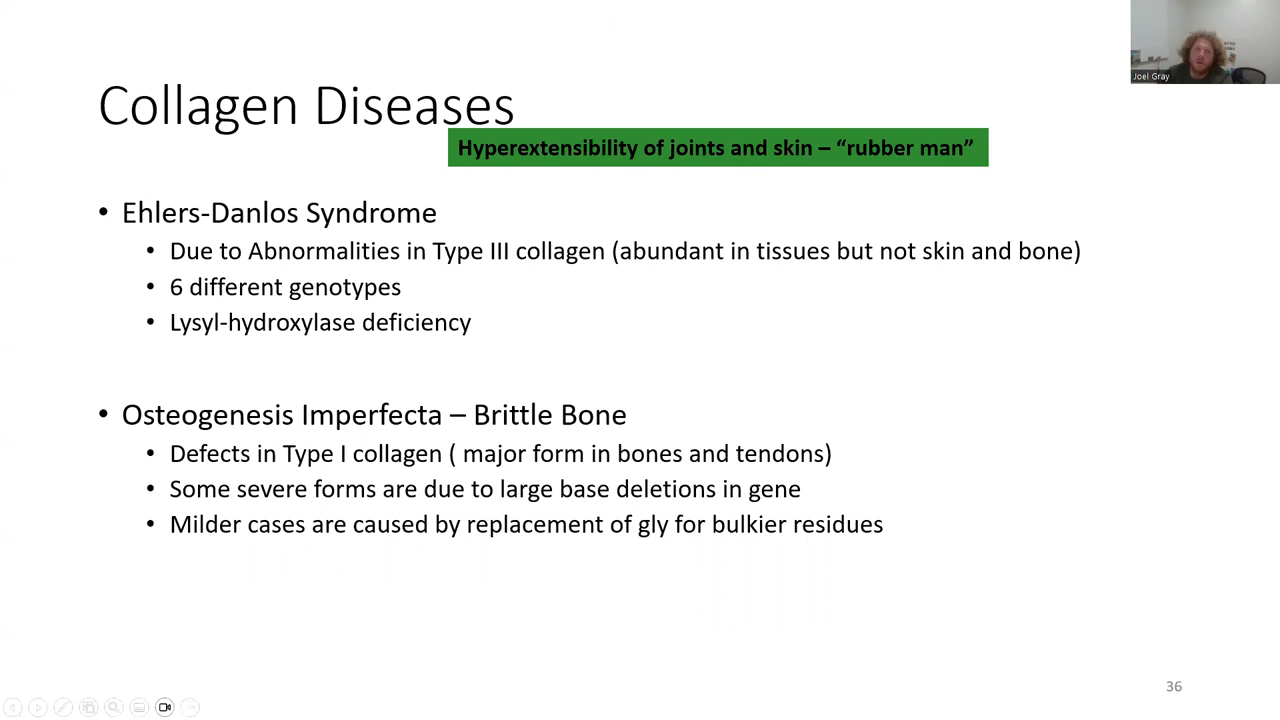 Joel Gray
Collagen Diseases
Hyperextensibility of joints and skin – “rubber man”
• Ehlers-Danlos Syndrome
• Due to Abnormalities in Type III collagen (abundant in tissues but not skin and bone)
• 6 different genotypes
• Lysyl-hydroxylase deficiency
• Osteogenesis Imperfecta – Brittle Bone
• Defects in Type I collagen ( major form in bones and tendons)
• Some severe forms are due to large base deletions in gene
• Milder cases are caused by replacement of gly for bulkier residues
36